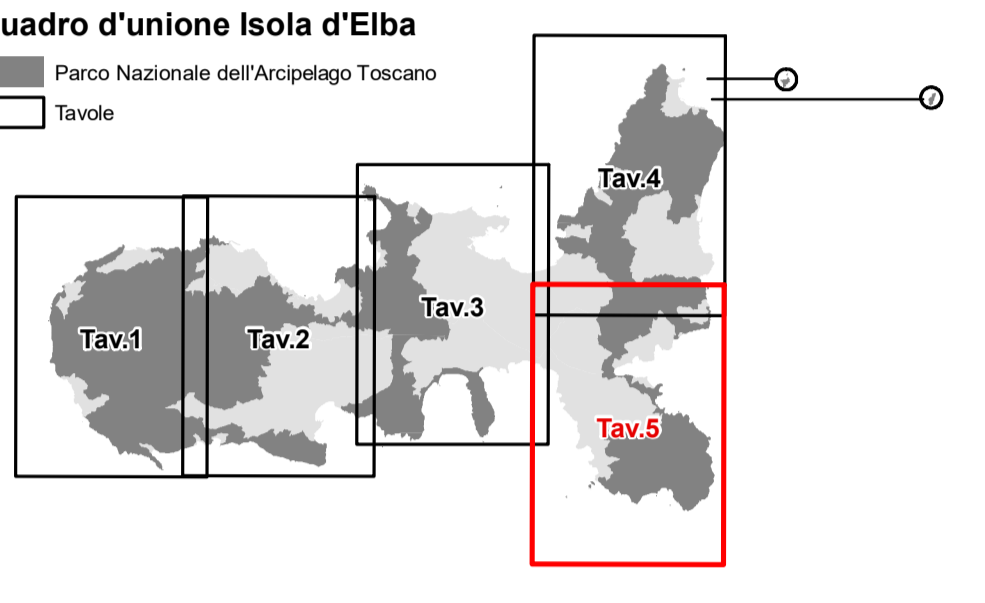 uadro d'unione Isola d'Elba
Parco Nazionale dell'Arcipelago Toscano
Tavole
Tav.4
Tav.3
Tav.1
Tav.2
Tav.5